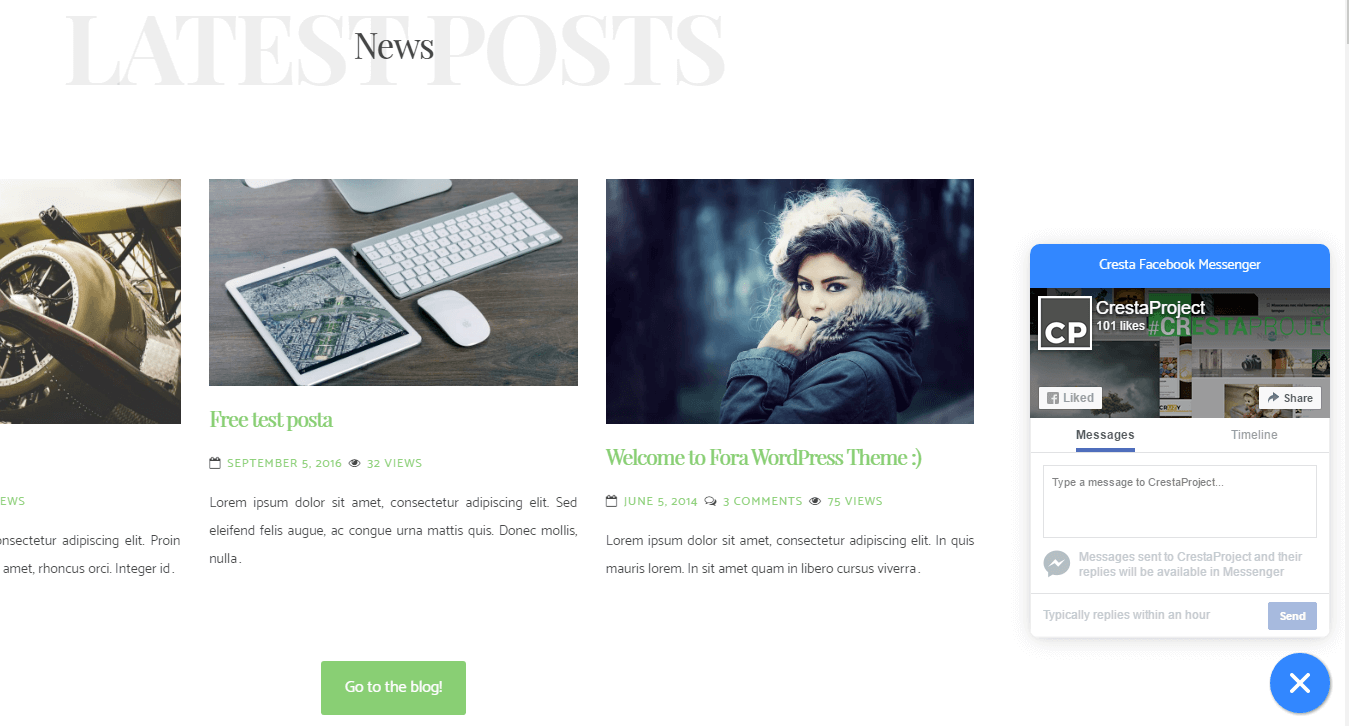 LATEST POSTS
News
EWS
onsectetur adipiscing elit. Proin
amet, rhoncus orci. Integer id.
Free test posta
SEPTEMBER 5, 2016 32 VIEWS
Lorem ipsum dolor sit amet, consectetur adipiscing elit. Sed
eleifend felis augue, ac congue urna mattis quis. Donec mollis,
nulla.
Welcome to Fora WordPress Theme :)
JUNE 5, 2014 3 COMMENTS 75 VIEWS
Lorem ipsum dolor sit amet, consectetur adipiscing elit. In quis
mauris lorem. In sit amet quam in libero cursus viverra.
Go to the blog!
Cresta Facebook Messenger
CP
CrestaProject
101 likes
#CRESTAPROJE
Liked
Share
Messages Timeline
Type a message to CrestaProject...
Messages sent to CrestaProject and their
replies will be available in Messenger
Typically replies within an hour
Send